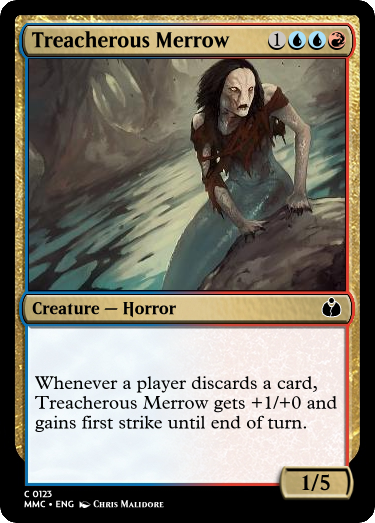 Treacherous Merrow 1
Creature — Horror
Whenever a player discards a card,
Treacherous Merrow gets +1/+0 and
gains first strike until end of turn.
1/5
C 0123
MMC • ENG Chris Malidore